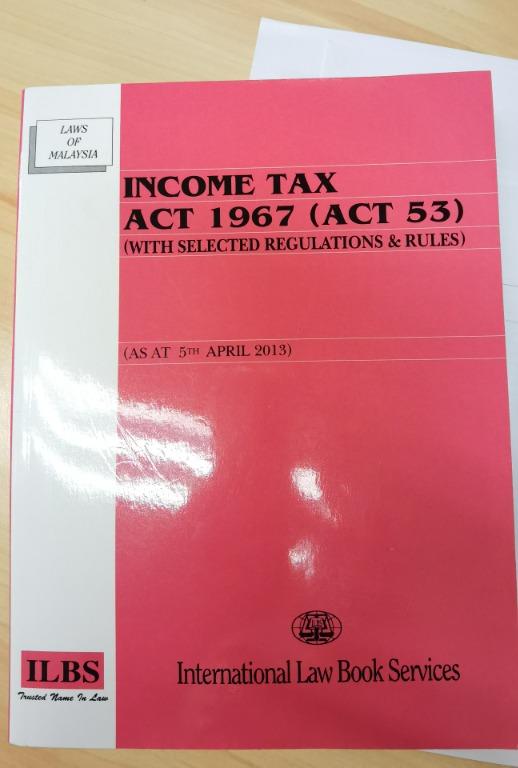 LAWS
OF
MALAYSIA
INCOME TAX
ACT 1967 (ACT 53)
(WITH SELECTED REGULATIONS & RULES)
(AS AT 5TH APRIL 2013)
ILBS
International Law Book Services
ILBS
Trusted Name In Law